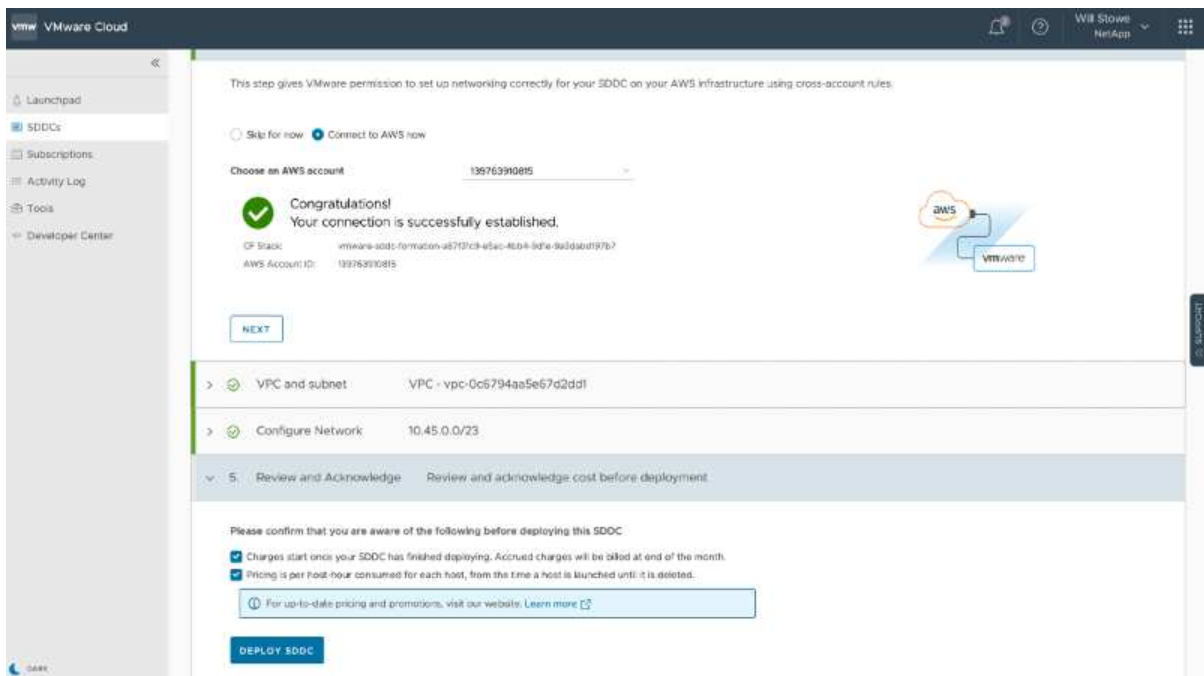 vmw VMware Cloud
Will Stowe
NetApp
Launchpad
SDDCs
Subscriptions
Activity Log
Tools
Developer Center
This step gives VMware permission to set up networking correctly for your SDDC on your AWS infrastructure using cross-account rules.
Skip for now Connect to AWS now
Choose an AWS account 139763910815
Congratulations!
Your connection is successfully established.
CF Stack:
AWS Account ID: 139763910815
aws
vmware
NEXT
SUPPORT
VPC and subnet VPC - vpc-0c6794aa5e67d2dd1
Configure Network 10.45.0.0/23
5. Review and Acknowledge Review and acknowledge cost before deployment
Please confirm that you are aware of the following before deploying this SDDC
Charges start once your SDDC has finished deploying. Accrued charges will be billed at end of the month.
Pricing is per host-hour consumed for each host, from the time a host is launched until it is deleted.
For up-to-date pricing and promotions, visit our website. Learn more
DEPLOY SDDC
DARK